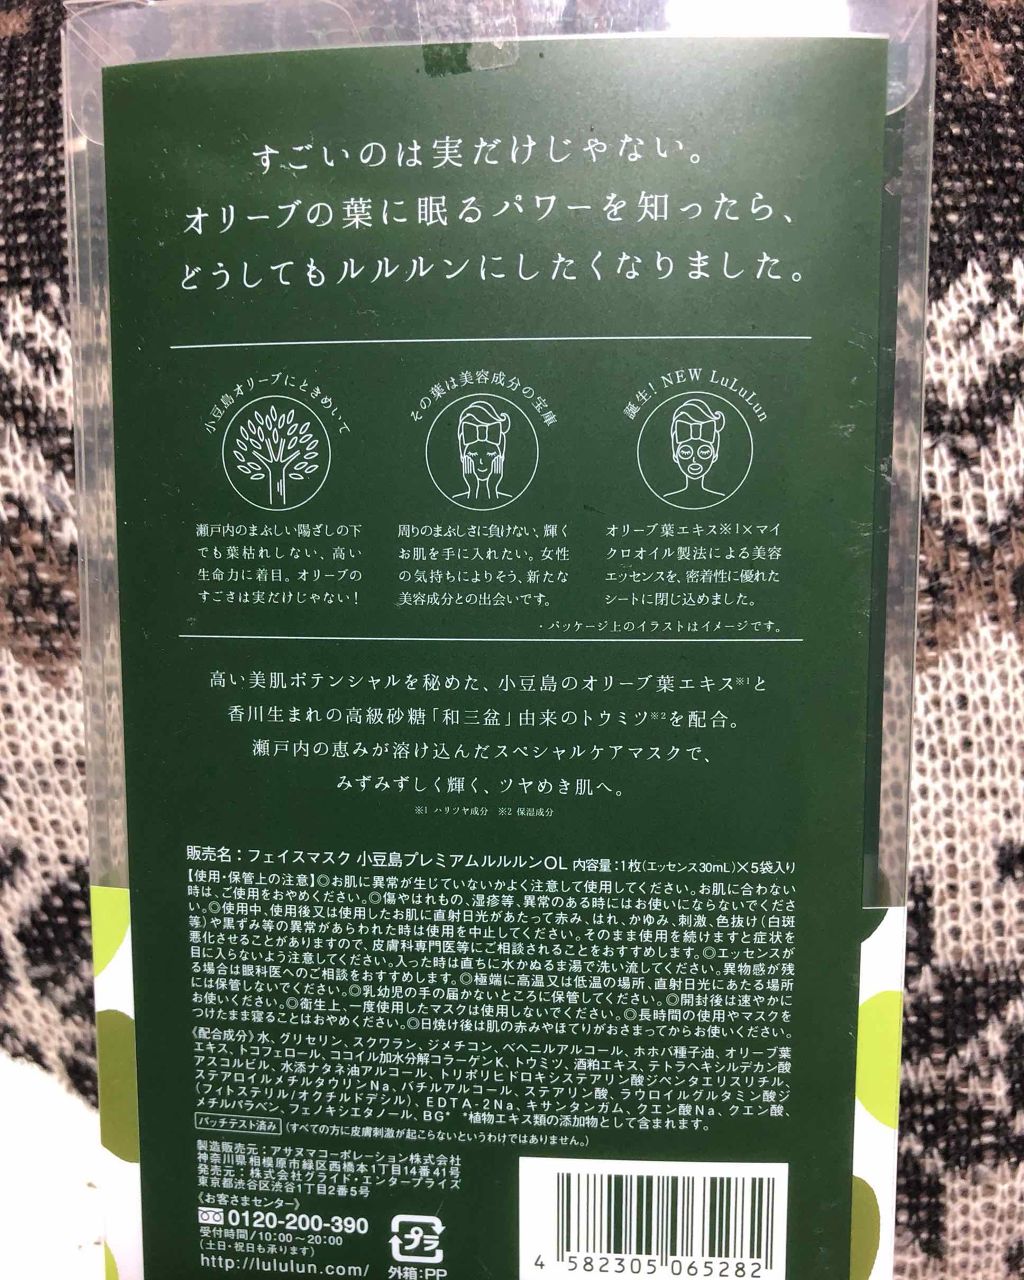 すごいのは実だけじゃない。
オリーブの葉に眠るパワーを知ったら、
どうしてもルルルンにしたくなりました。
小豆島オリーブにときめいて
瀬戸内のまぶしい陽ざしの下
でも葉枯れしない、高い
生命力に着目。オリーブの
すごさは実だけじゃない!
その葉は美容成分の宝庫
周りのまぶしさに負けない、輝く
お肌を手に入れたい。女性
の気持ちによりそう、新たな
美容成分との出会いです。
誕生! NEW LuLuLun
オリーブ葉エキス※1×マイ
クロオイル製法による美容
エッセンスを、密着性に優れた
シートに閉じ込めました。
・パッケージ上のイラストはイメージです。
高い美肌ポテンシャルを秘めた、小豆島のオリーブ葉エキス※1と
香川生まれの高級砂糖「和三盆」由来のトウミツ※2を配合。
瀬戸内の恵みが溶け込んだスペシャルケアマスクで、
みずみずしく輝く、ツヤめき肌へ。
※1 ハリツヤ成分 ※2 保湿成分
販売名:フェイスマスク 小豆島プレミアムルルルンOL 内容量:1枚(エッセンス30mL)×5袋入り
【使用・保管上の注意】◎お肌に異常が生じていないかよく注意して使用してください。お肌に合わない
時は、ご使用をおやめください。◎傷やはれもの、湿疹等、異常のある時にはお使いにならないでくださ
い。◎使用中、使用後又は使用したお肌に直射日光があたって赤み、はれ、かゆみ、刺激、色抜け(白斑
等)や黒ずみ等の異常があらわれた時は使用を中止してください。そのまま使用を続けますと症状を
悪化させることがありますので、皮膚科専門医等にご相談されることをおすすめします。◎エッセンスが
目に入らないよう注意してください。入った時は直ちに水かぬるま湯で洗い流してください。異物感が残
る場合は眼科医へのご相談をおすすめします。◎極端に高温又は低温の場所、直射日光にあたる場所
には保管しないでください。◎乳幼児の手の届かないところに保管してください。◎開封後は速やかに
お使いください。◎衛生上、一度使用したマスクは使用しないでください。◎長時間の使用やマスクを
つけたまま寝ることはおやめください。◎日焼け後は肌の赤みやほてりがおさまってからお使いください。
《配合成分》水、グリセリン、スクワラン、ジメチコン、ベヘニルアルコール、ホホバ種子油、オリーブ葉
エキス、トコフェロール、ココイル加水分解コラーゲンK、トウミツ、酒粕エキス、テトラヘキシルデカン酸
アスコルビル、水添ナタネ油アルコール、トリポリヒドロキシステアリン酸ジペンタエリスリチル、
ステアロイルメチルタウリンNa、バチルアルコール、ステアリン酸、ラウロイルグルタミン酸ジ
(フィトステリル/オクチルドデシル)、EDTA-2Na、キサンタンガム、クエン酸Na、クエン酸、
メチルパラベン、フェノキシエタノール、BG* *植物エキス類の添加物として含まれます。
パッチテスト済み (すべての方に皮膚刺激が起こらないというわけではありません。)
製造販売元:アサヌマコーポレーション株式会社
神奈川県相模原市緑区西橋本1丁目14番41号
発売元:株式会社グライド・エンタープライズ
東京都渋谷区渋谷1丁目2番5号
《お客さまセンター》
0120-200-390
受付時間/10:00~20:00
(土日・祝日も承ります)
http://lululun.com/
プラ
外箱:PP
4 582305 065282